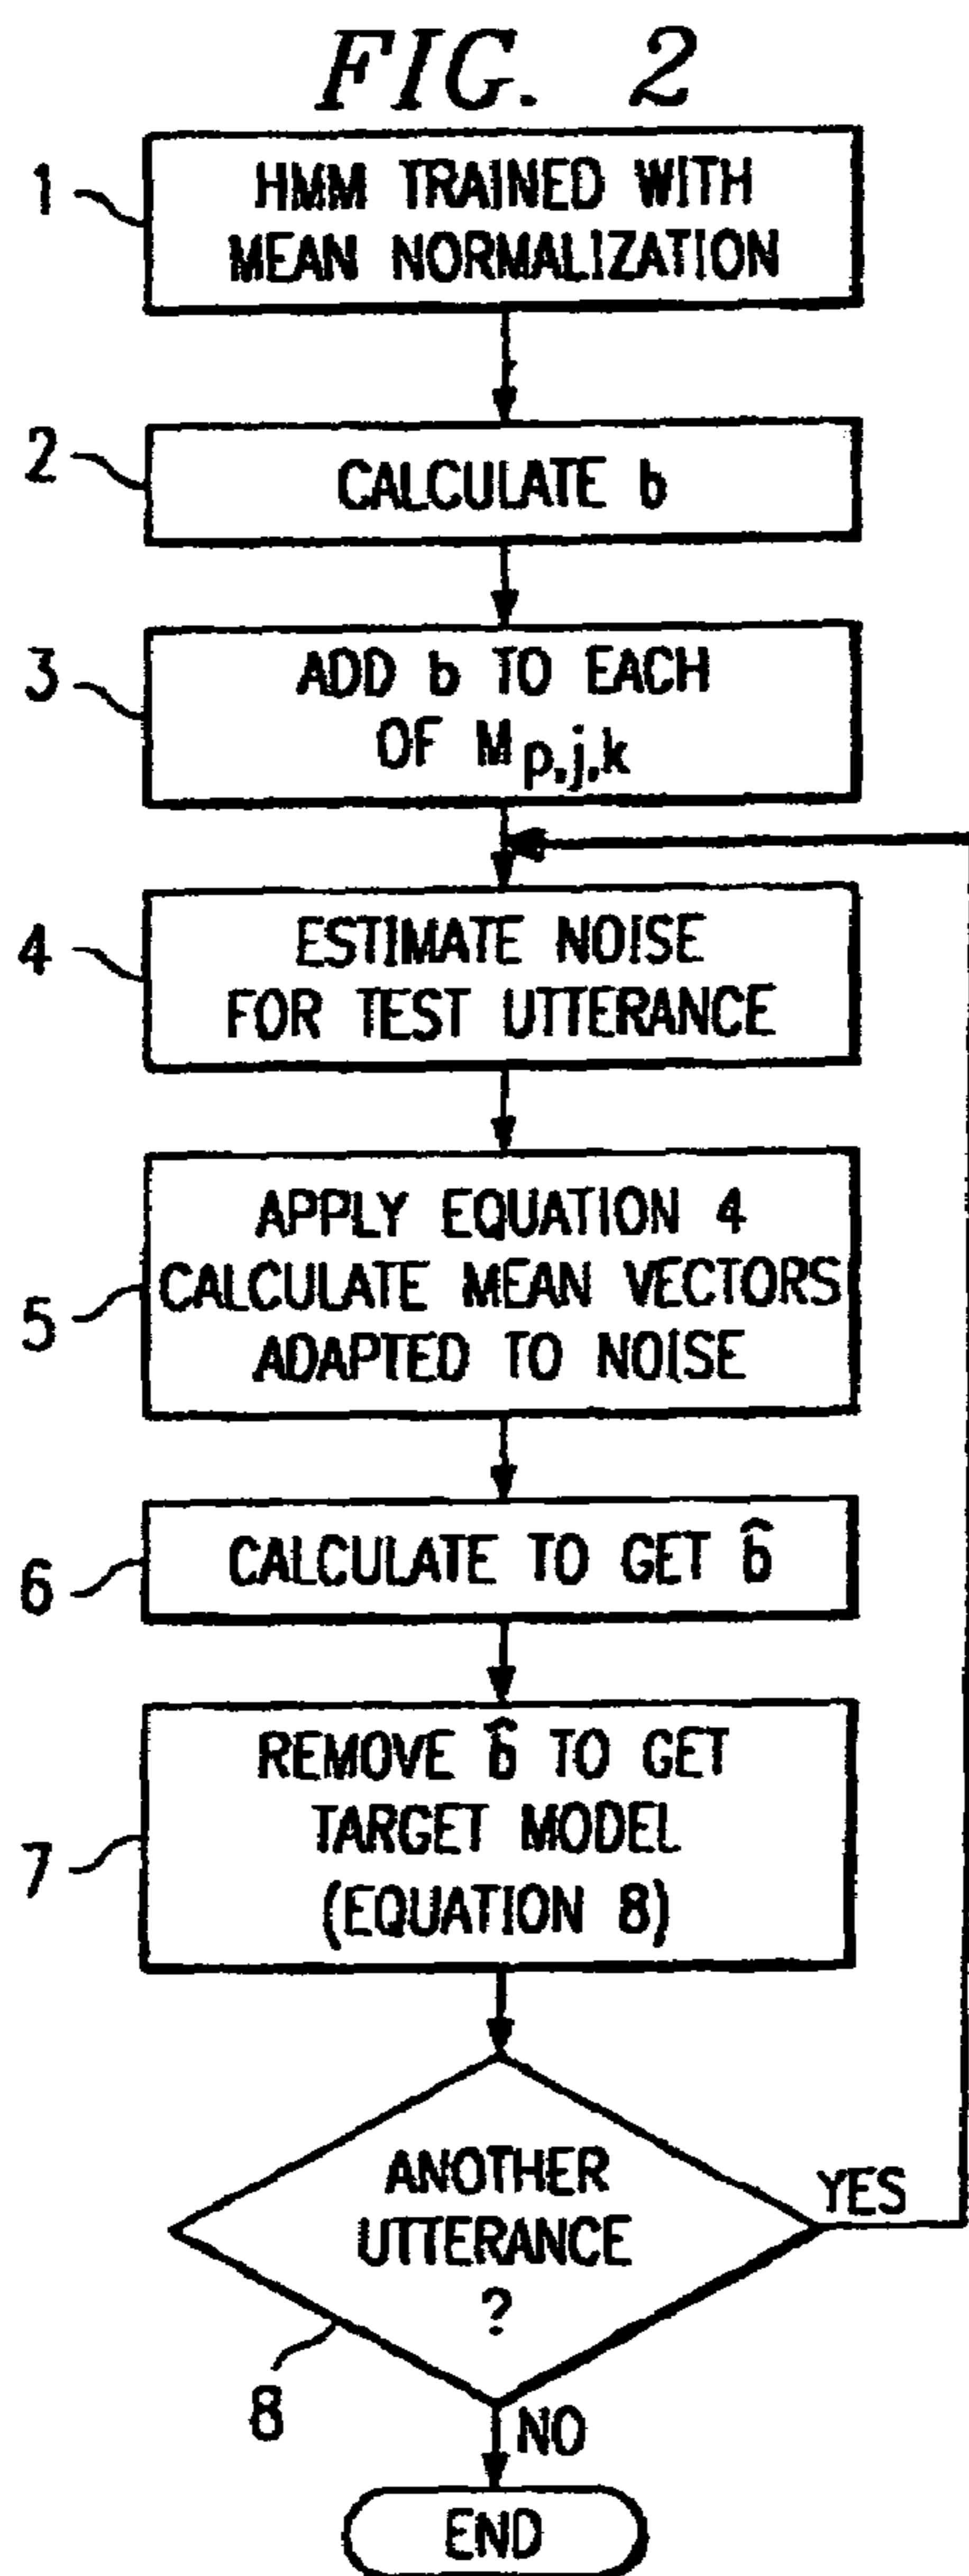 FIG. 2
1
HMM TRAINED WITH
MEAN NORMALIZATION
2
CALCULATE b
3
ADD b TO EACH
OF M p,j,k
4
ESTIMATE NOISE
FOR TEST UTTERANCE
5
APPLY EQUATION 4
CALCULATE MEAN VECTORS
ADAPTED TO NOISE
6
CALCULATE TO GET b̂
7
REMOVE b̂ TO GET
TARGET MODEL
(EQUATION 8)
8
ANOTHER
UTTERANCE
?
YES
NO
END